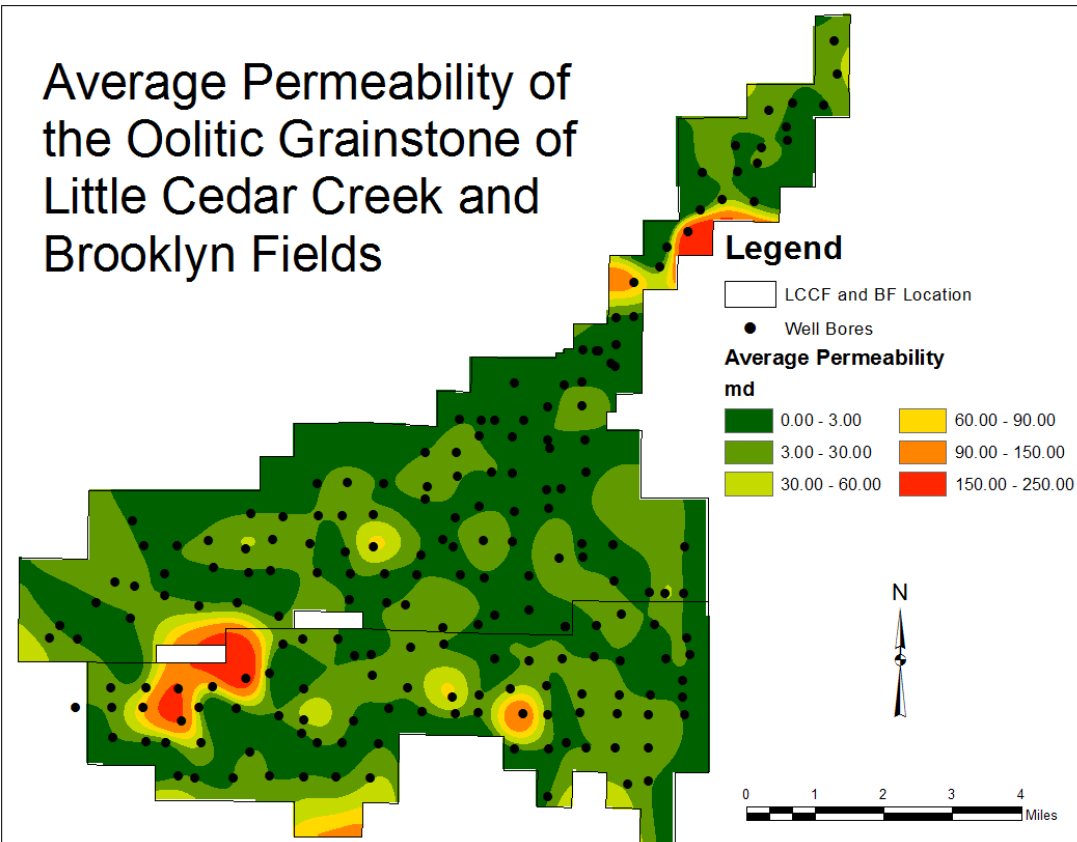 Average Permeability of
the Oolitic Grainstone of
Little Cedar Creek and
Brooklyn Fields
Legend
LCCF and BF Location
Well Bores
Average Permeability
md
0.00 - 3.00
3.00 - 30.00
30.00 - 60.00
60.00 - 90.00
90.00 - 150.00
150.00 - 250.00
N
0 1 2 3 4
Miles